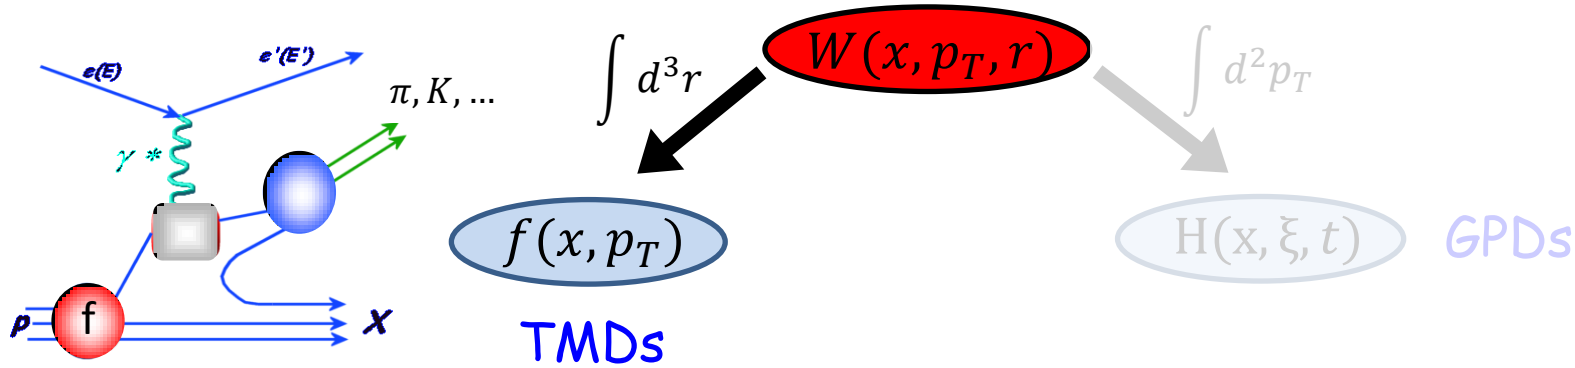 e(E)
e'(E')
γ *
π, K, ...
f
p
X
∫ d³r
W(x, p_T, r)
∫ d²p_T
f(x, p_T)
H(x, ξ, t)
GPDs
TMDs